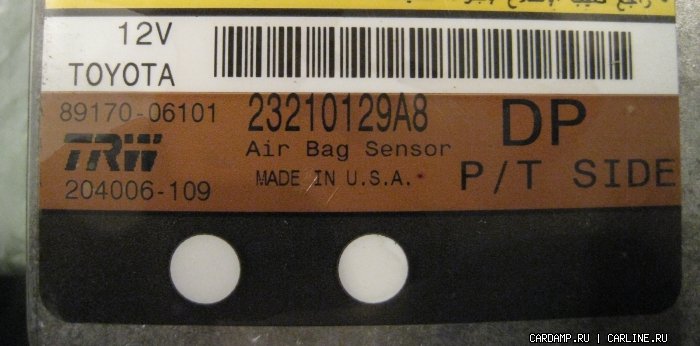 12V
TOYOTA
89170-06101
TRW
204006-109
23210129A8
Air Bag Sensor
MADE IN U.S.A.
DP
P/T SIDE
CARDAMP.RU | CARLINE.RU